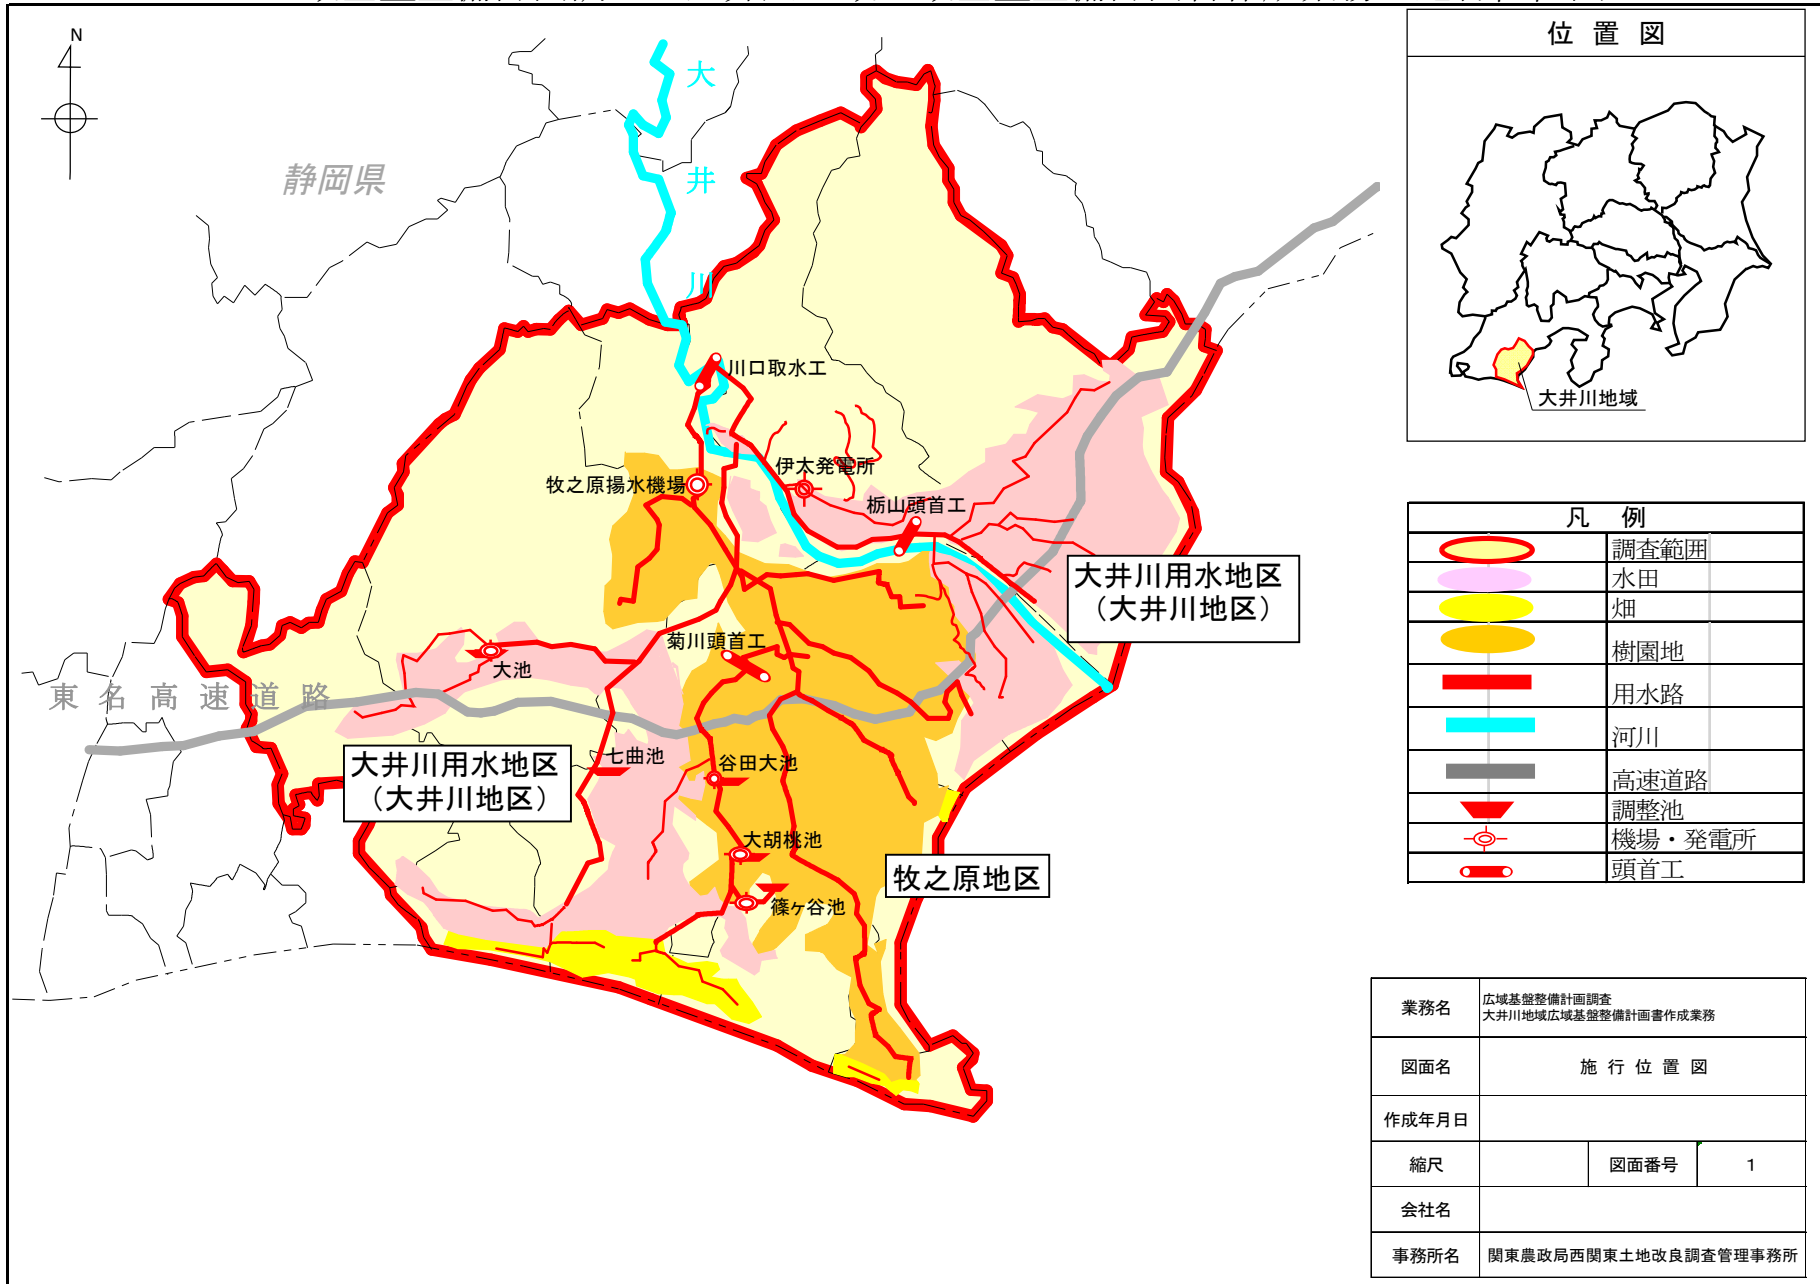 N
静岡県
大
井
川
川口取水工
牧之原揚水機場
伊太発電所
栃山頭首工
大井川用水地区
（大井川地区）
菊川頭首工
大池
東名高速道路
大井川用水地区
（大井川地区）
七曲池
谷田大池
大胡桃池
牧之原地区
篠ヶ谷池
位置図
大井川地域
凡例
調査範囲
水田
畑
樹園地
用水路
河川
高速道路
調整池
機場・発電所
頭首工
業務名
広域基盤整備計画調査
大井川地域広域基盤整備計画書作成業務
図面名
施行位置図
作成年月日
縮尺
図面番号
1
会社名
事務所名
関東農政局西関東土地改良調査管理事務所